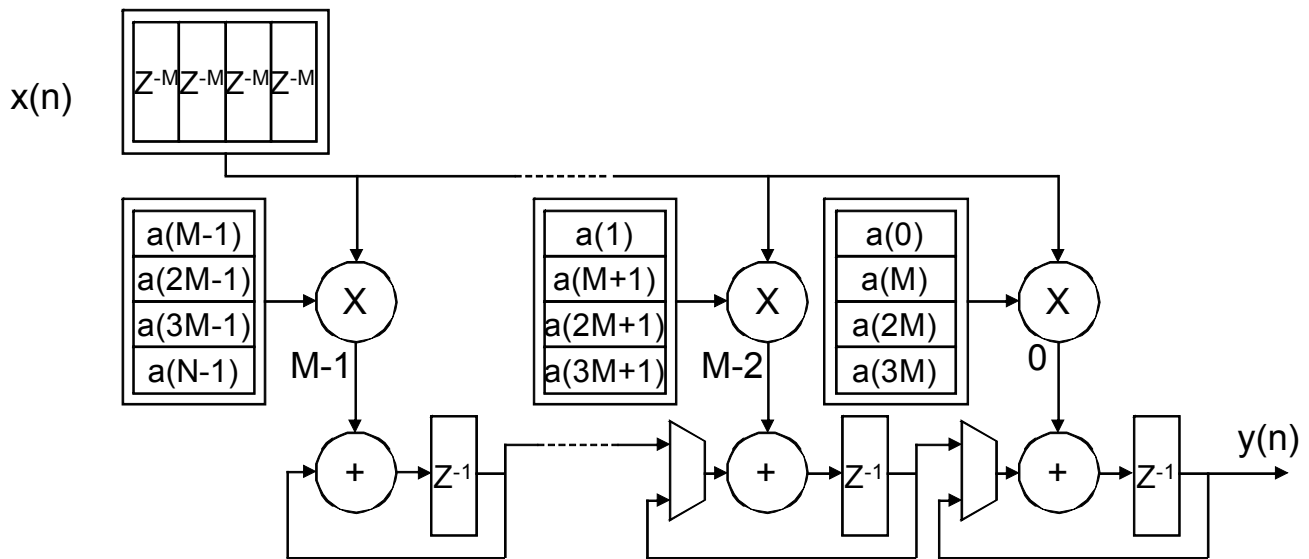 x(n)
Z-M Z-M Z-M Z-M
a(M-1)
a(2M-1)
a(3M-1)
a(N-1)
X
M-1
a(1)
a(M+1)
a(2M+1)
a(3M+1)
X
M-2
a(0)
a(M)
a(2M)
a(3M)
X
0
+
Z-1
+
Z-1
+
Z-1
y(n)